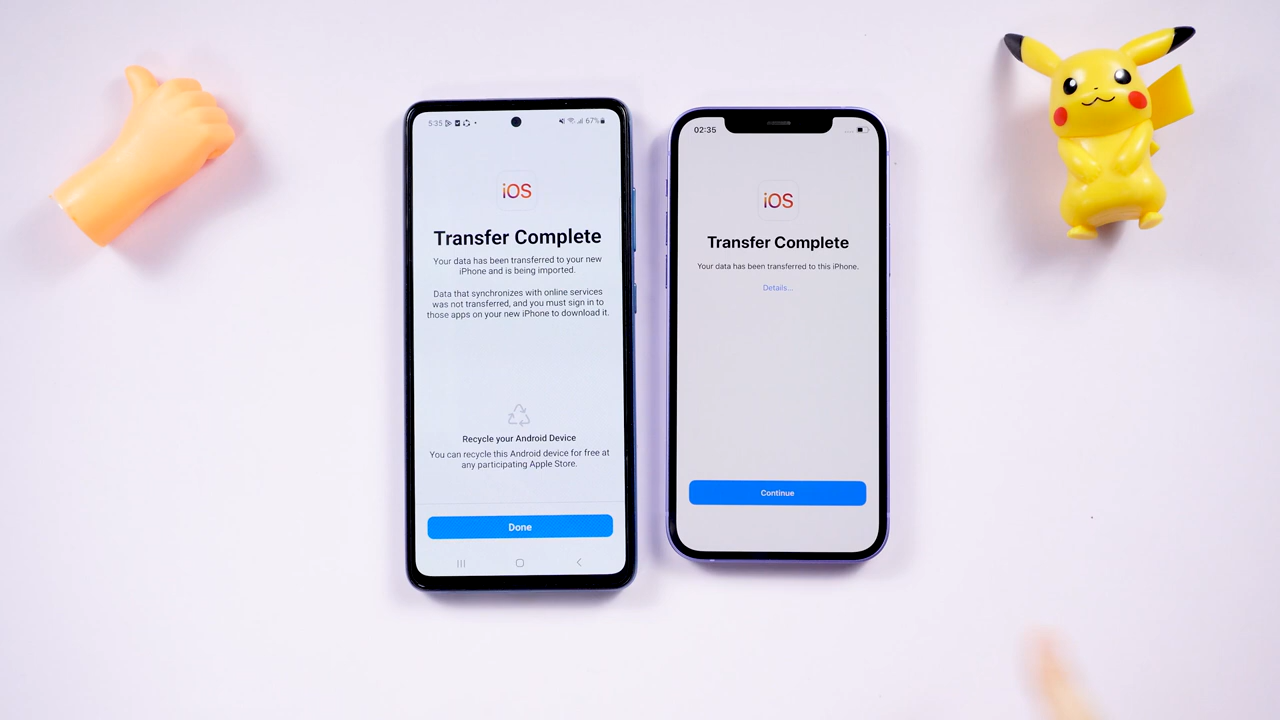 5:35
67%
iOS
Transfer Complete
Your data has been transferred to your new
iPhone and is being imported.
Data that synchronizes with online services
was not transferred, and you must sign in to
those apps on your new iPhone to download it.
Recycle your Android Device
You can recycle this Android device for free at
any participating Apple Store.
Done
02:35
iOS
Transfer Complete
Your data has been transferred to this iPhone.
Details...
Continue